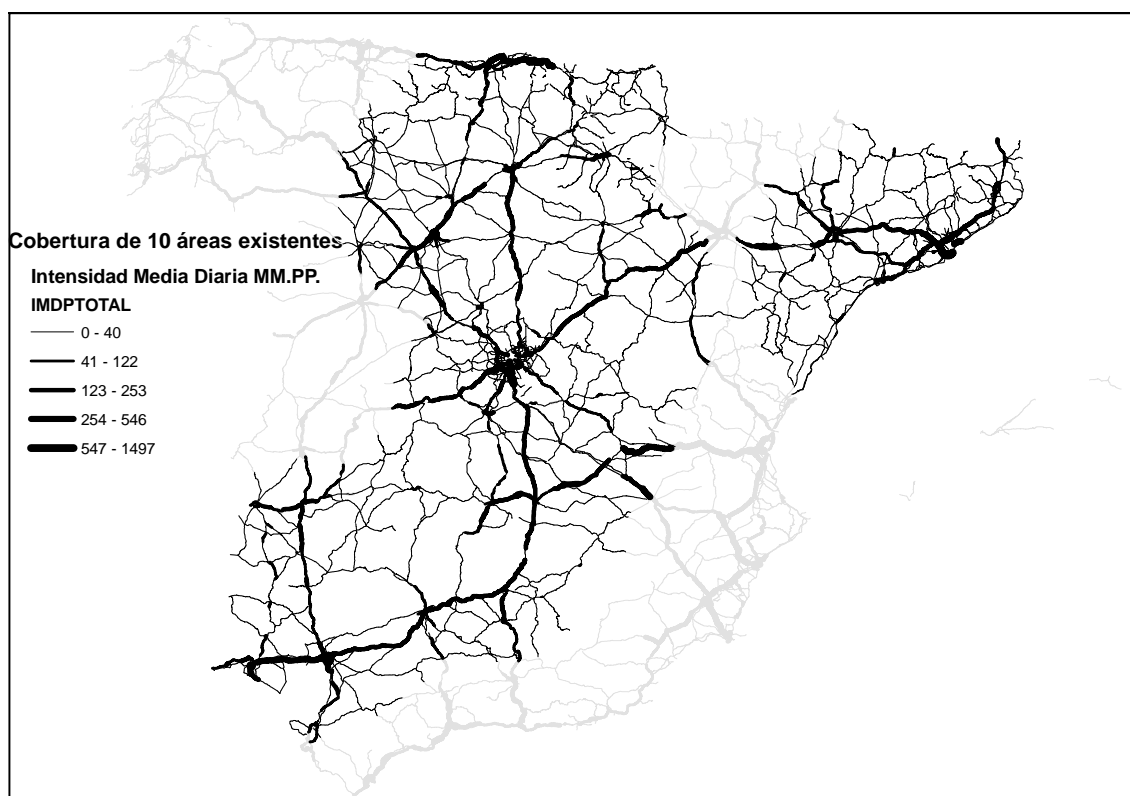 Cobertura de 10 áreas existentes
Intensidad Media Diaria MM.PP.
IMDPTOTAL
0 - 40
41 - 122
123 - 253
254 - 546
547 - 1497